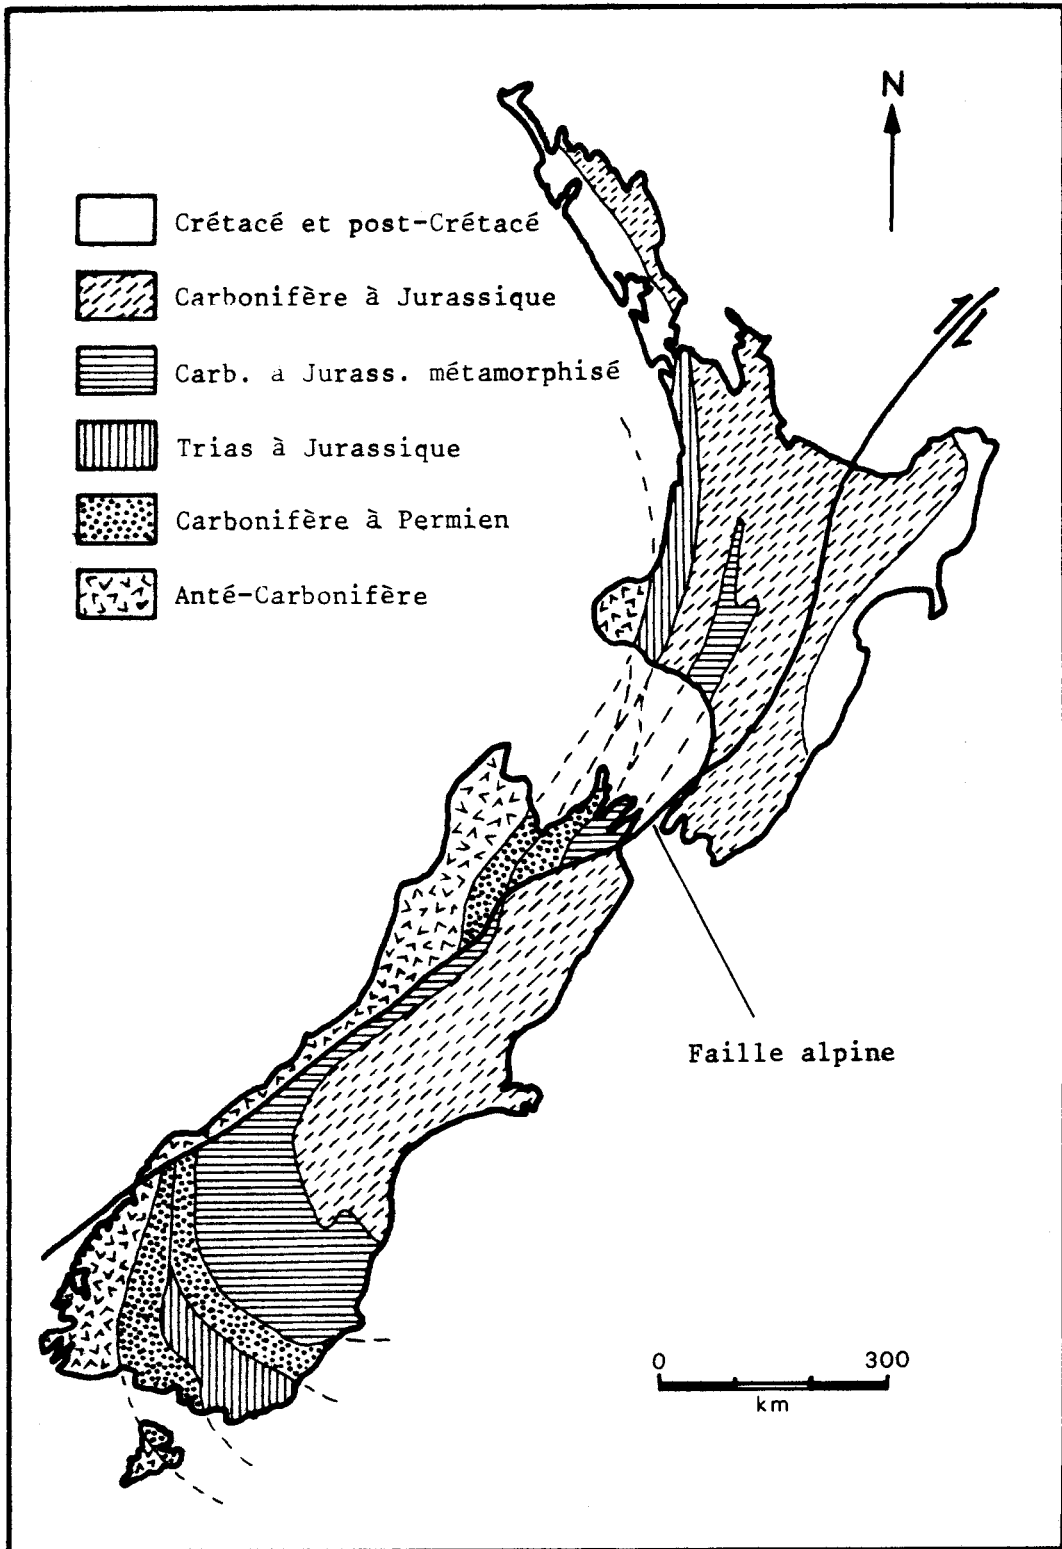 N
Crétacé et post-Crétacé
Carbonifère à Jurassique
Carb. a Jurass. métamorphisé
Trias à Jurassique
Carbonifère à Permien
Anté-Carbonifère
Faille alpine
0 300
km